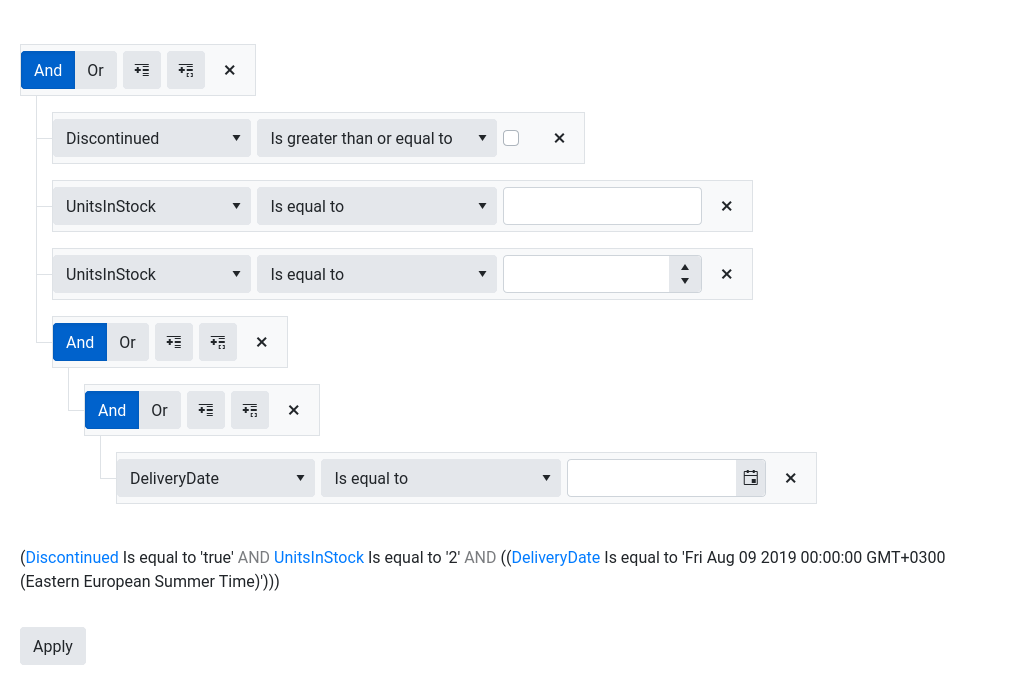 And Or
Discontinued Is greater than or equal to
UnitsInStock Is equal to
UnitsInStock Is equal to
And Or
And Or
DeliveryDate Is equal to
(Discontinued Is equal to 'true' AND UnitsInStock Is equal to '2' AND ((DeliveryDate Is equal to 'Fri Aug 09 2019 00:00:00 GMT+0300
(Eastern European Summer Time)')))
Apply